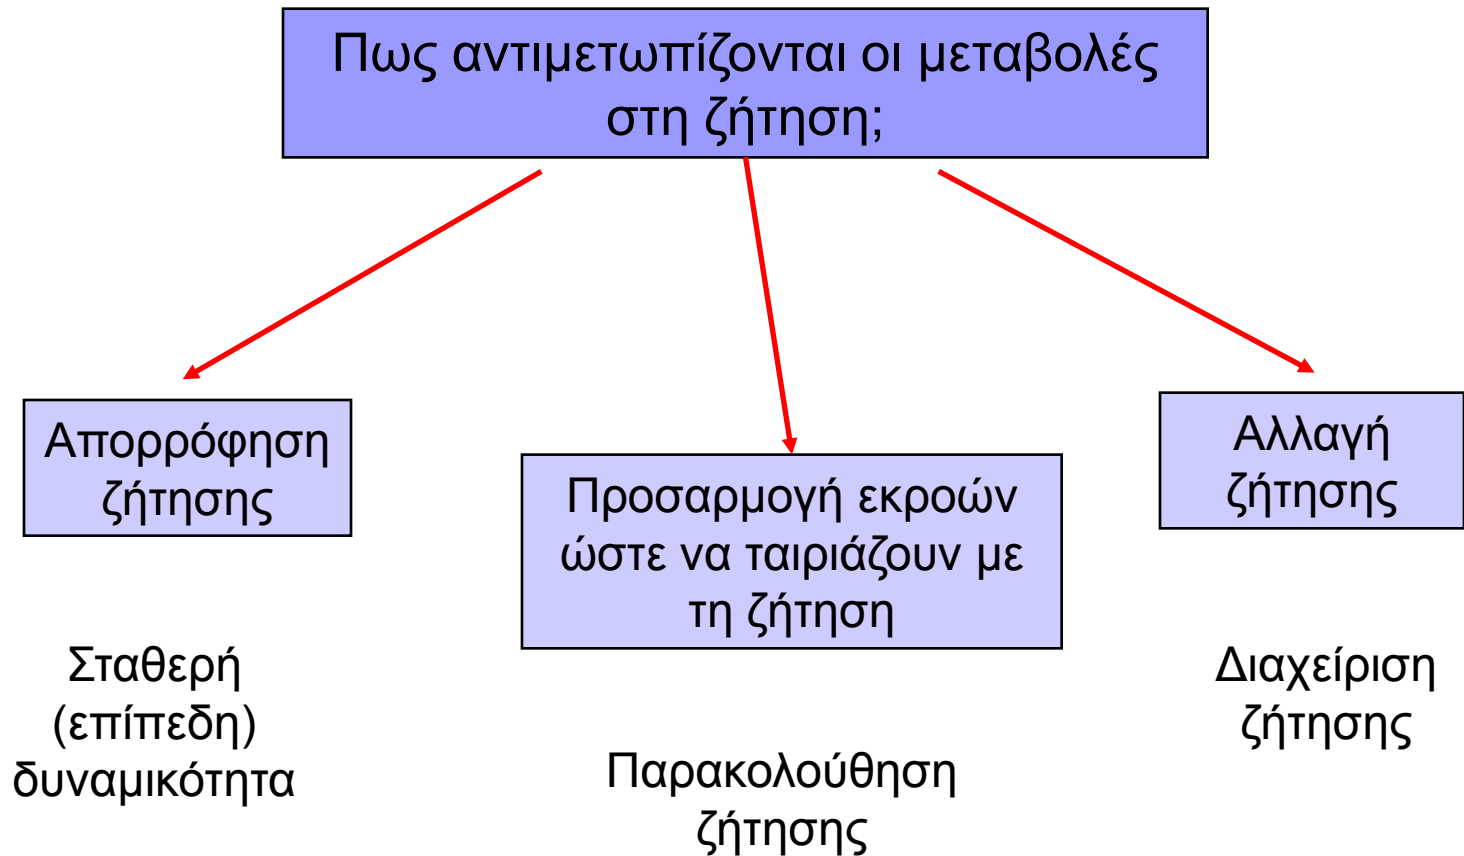 Πως αντιμετωπίζονται οι μεταβολές
στη ζήτηση;
Απορρόφηση
ζήτησης
Προσαρμογή εκροών
ώστε να ταιριάζουν με
τη ζήτηση
Αλλαγή
ζήτησης
Σταθερή
(επίπεδη)
δυναμικότητα
Παρακολούθηση
ζήτησης
Διαχείριση
ζήτησης